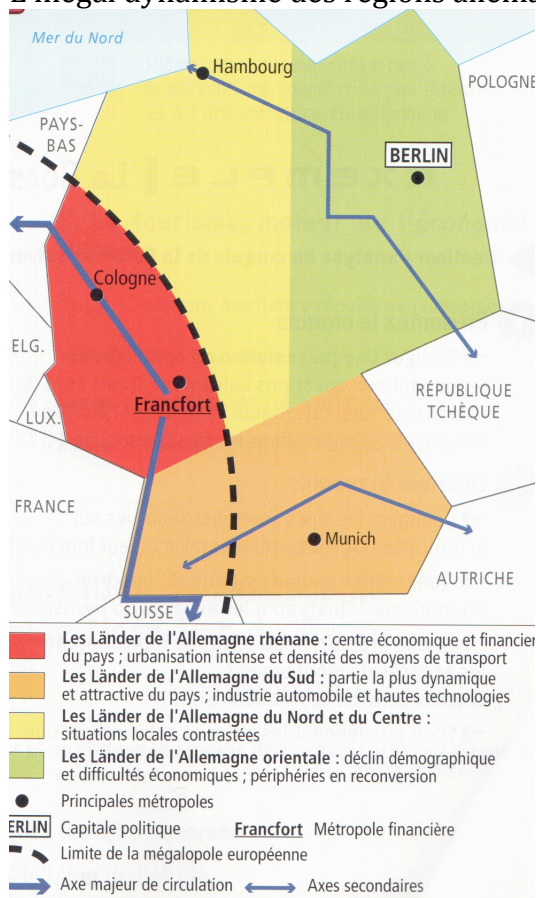 L'inégal dynamisme des régions
Mer du Nord
Hambourg
POLOGNE
PAYS-
BAS
BERLIN
Cologne
ELG.
Francfort
RÉPUBLIQUE
TCHÈQUE
LUX.
FRANCE
Munich
AUTRICHE
SUISSE
Les Länder de l'Allemagne rhénane : centre économique et financier
du pays ; urbanisation intense et densité des moyens de transport
Les Länder de l'Allemagne du Sud : partie la plus dynamique
et attractive du pays ; industrie automobile et hautes technologies
Les Länder de l'Allemagne du Nord et du Centre :
situations locales contrastées
Les Länder de l'Allemagne orientale : déclin démographique
et difficultés économiques ; périphéries en reconversion
Principales métropoles
ERLIN Capitale politique Francfort Métropole financière
Limite de la mégalopole européenne
Axe majeur de circulation Axes secondaires